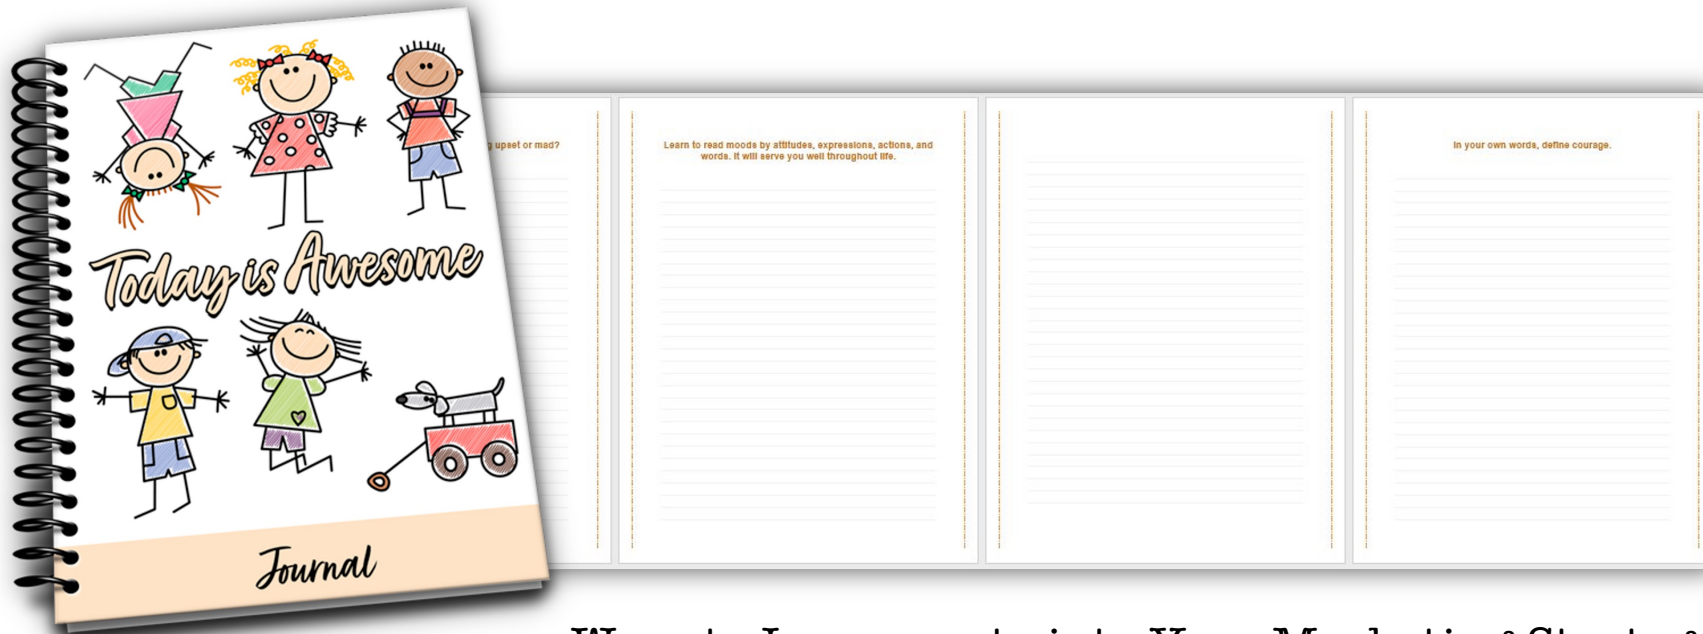 Today is Awesome
Journal
upset or mad?
Learn to read moods by attitudes, expressions, actions, and
words. It will serve you well throughout life.
In your own words, define courage.